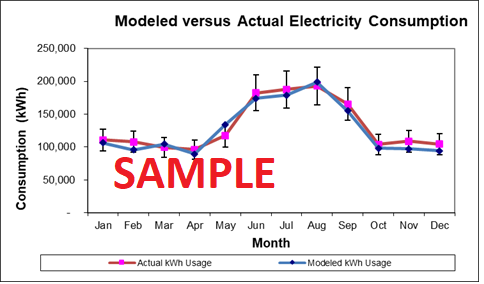 Modeled versus Actual Electricity Consumption
Consumption (kWh)
250,000
200,000
150,000
100,000
50,000
-
SAMPLE
Jan Feb Mar Apr May Jun Jul Aug Sep Oct Nov Dec
Month
Actual kWh Usage Modeled kWh Usage